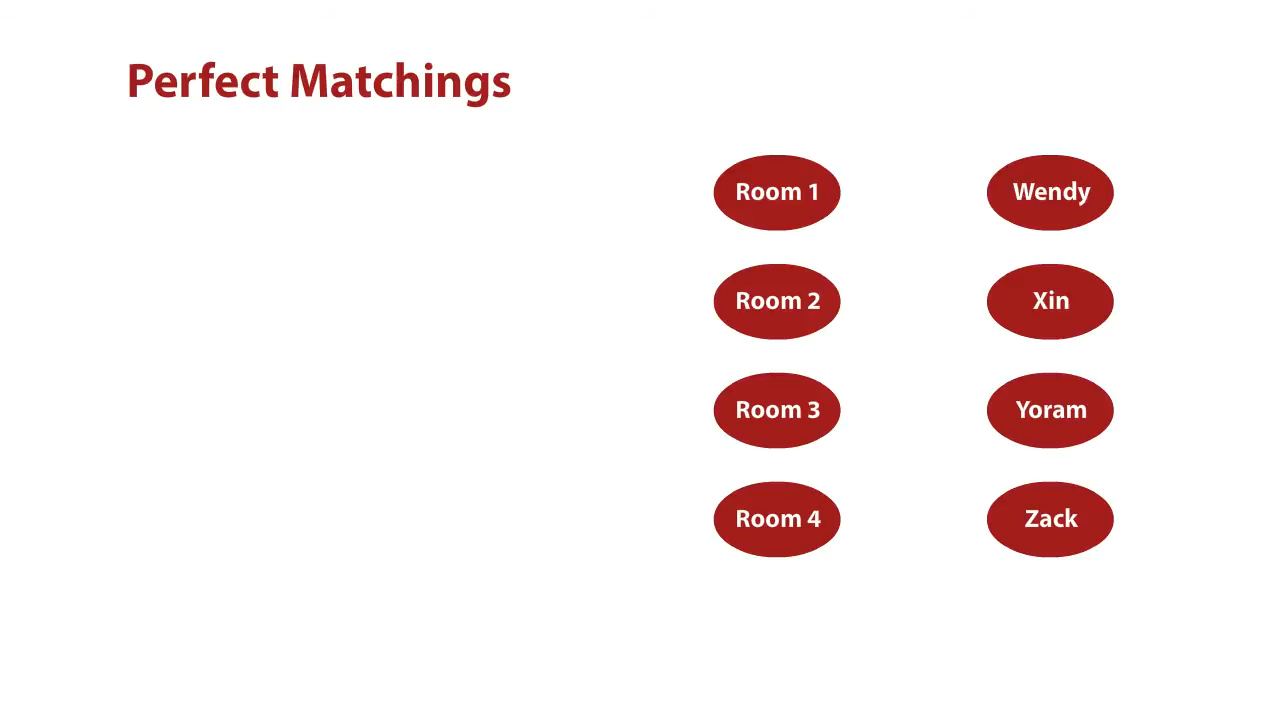 Perfect Matchings
Room 1
Wendy
Room 2
Xin
Room 3
Yoram
Room 4
Zack